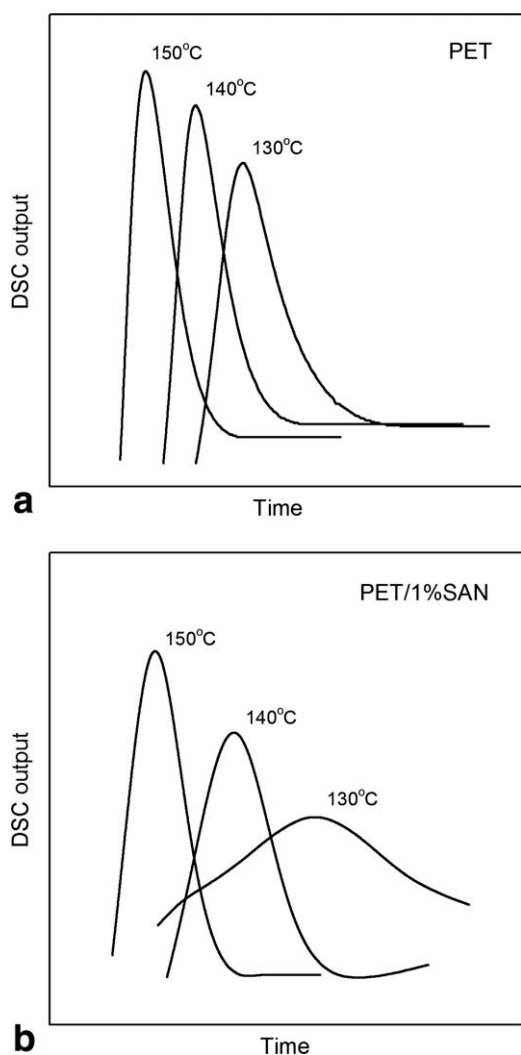 PET
150°C
140°C
130°C
DSC output
a
Time
PET/1%SAN
150°C
140°C
130°C
DSC output
b
Time